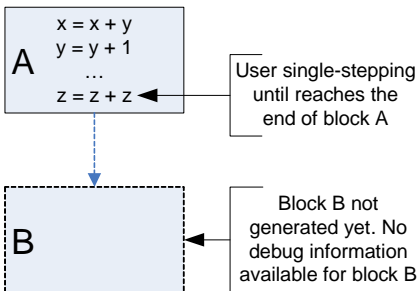 A
x = x + y
y = y + 1
...
z = z + z
User single-stepping
until reaches the
end of block A
B
Block B not
generated yet. No
debug information
available for block B